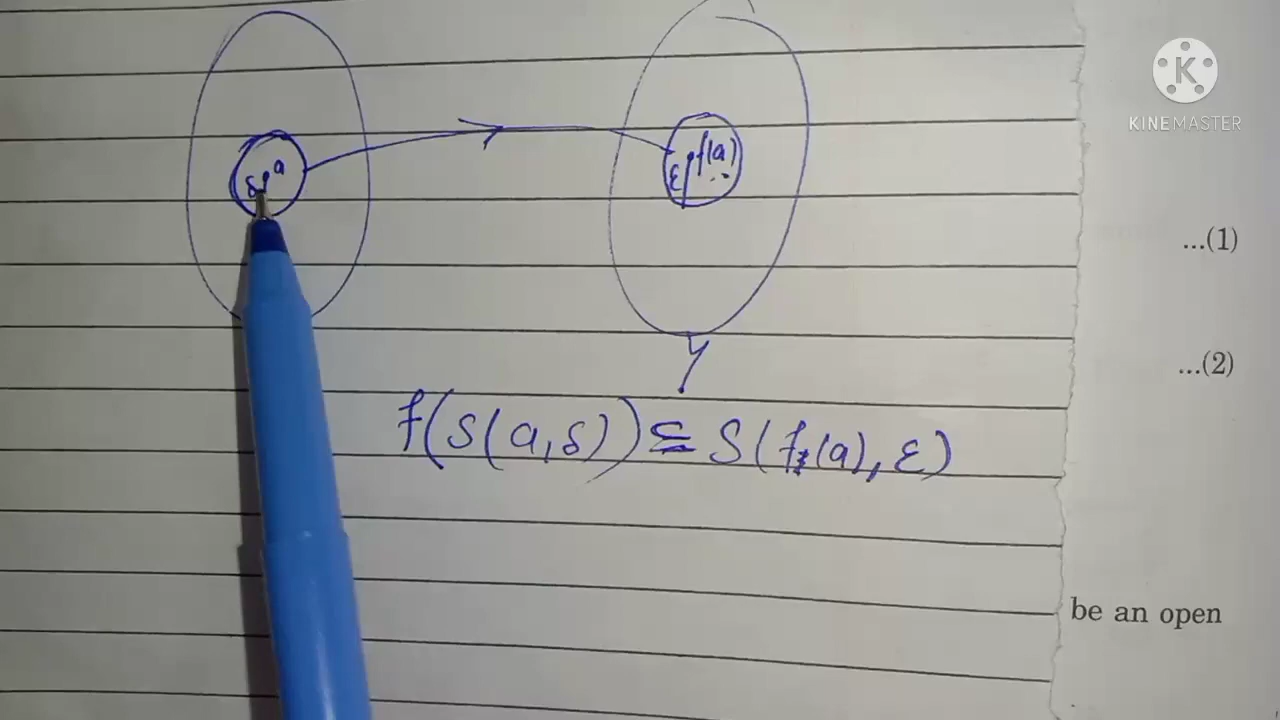 a
δ
f(a)
ε
Y
f(S(a,δ)) ⊆ S(f(a), ε)
...(1)
...(2)
be an open
KINEMASTER